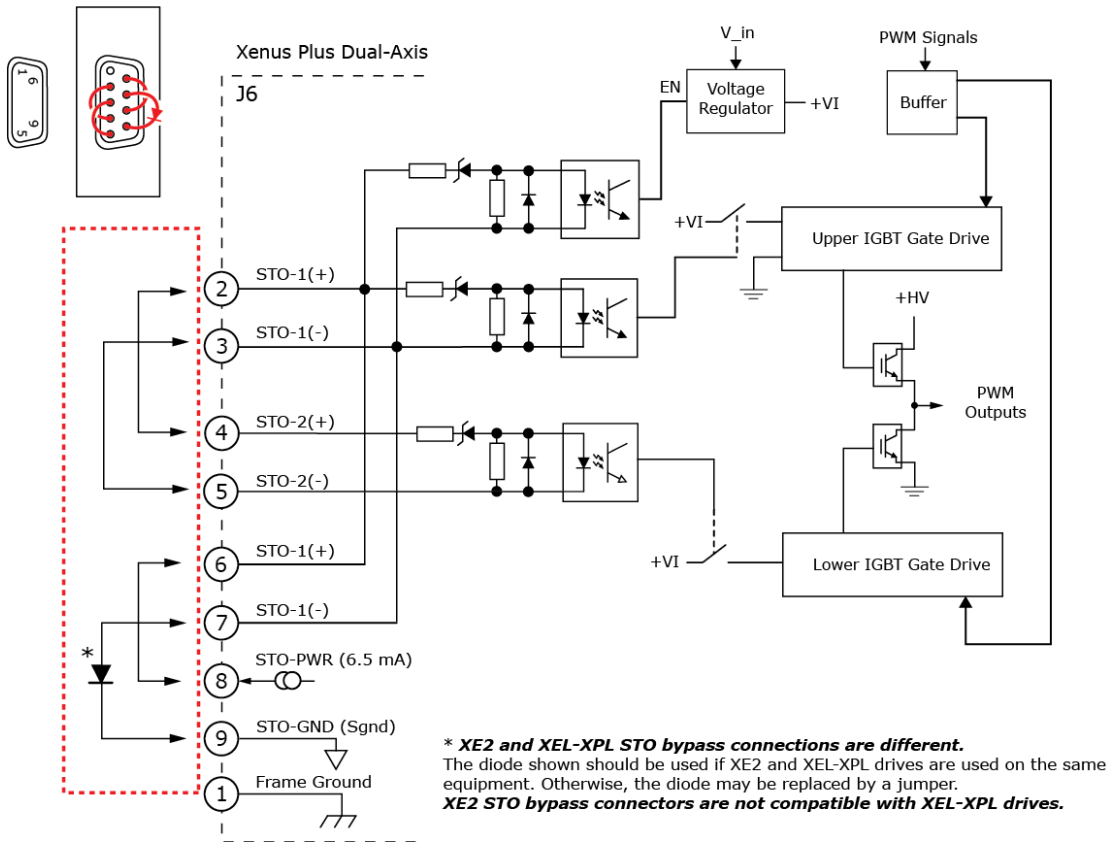 1
6
9
5
Xenus Plus Dual-Axis
J6
V_in
PWM Signals
EN
Voltage
Regulator
+VI
Buffer
+VI
Upper IGBT Gate Drive
2
STO-1(+)
3
STO-1(-)
+HV
PWM
Outputs
4
STO-2(+)
5
STO-2(-)
6
STO-1(+)
+VI
Lower IGBT Gate Drive
7
STO-1(-)
*
8
STO-PWR (6.5 mA)
9
STO-GND (Sgnd)
1
Frame Ground
* XE2 and XEL-XPL STO bypass connections are different.
The diode shown should be used if XE2 and XEL-XPL drives are used on the same
equipment. Otherwise, the diode may be replaced by a jumper.
XE2 STO bypass connectors are not compatible with XEL-XPL drives.